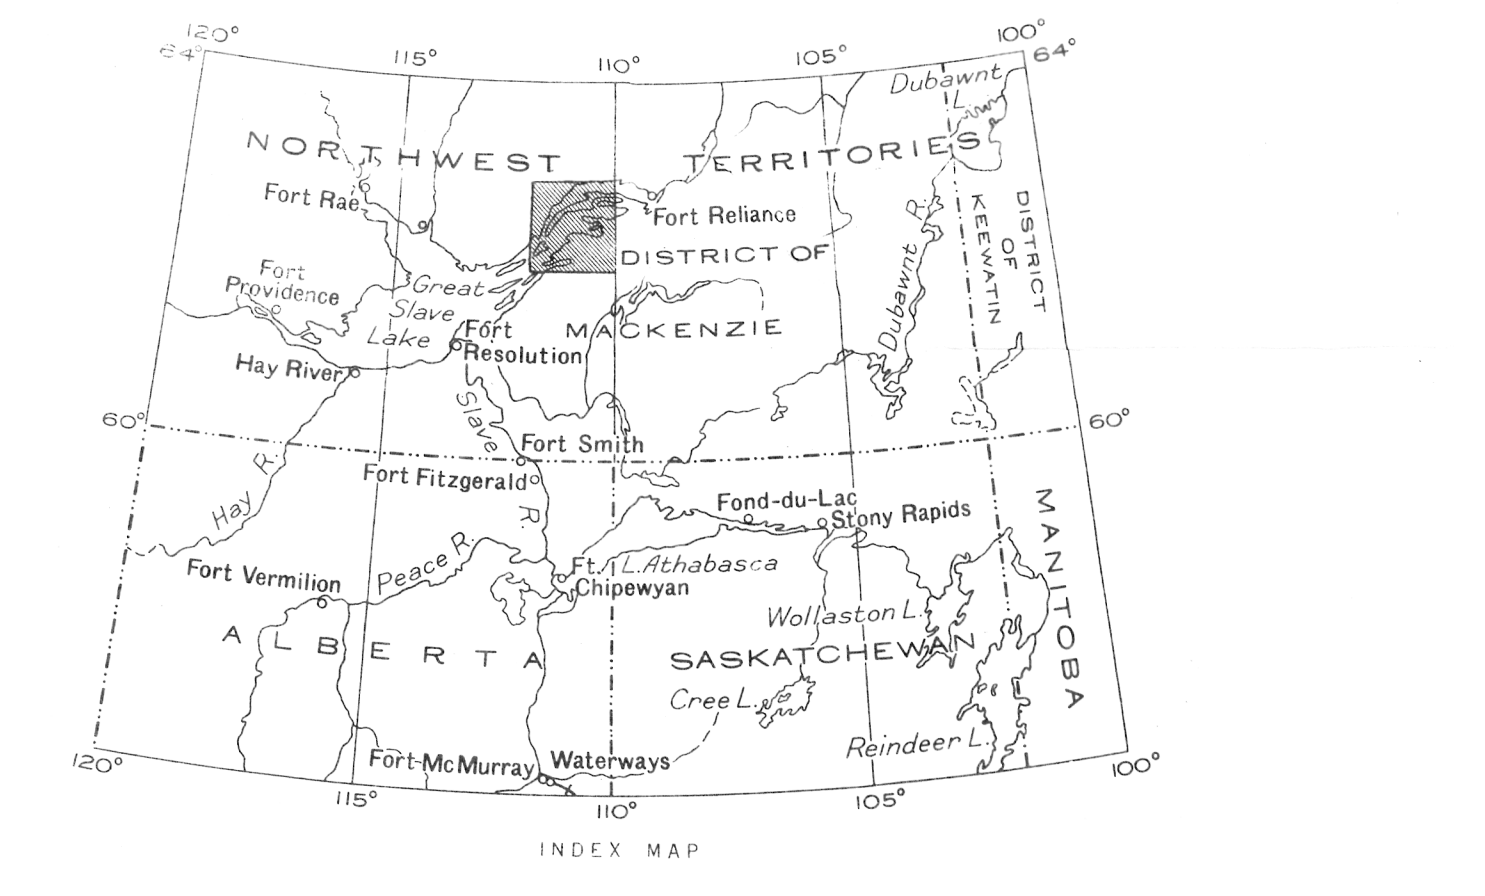 120°
100°
64°
64°
115°
110°
105°
Dubawnt
L.
NORTHWEST TERRITORIES
Fort Rae
Fort Reliance
DISTRICT OF
MACKENZIE
DISTRICT
OF
KEEWATIN
Dubawnt R.
Fort
Providence
Great
Slave
Lake
Fort
Resolution
Hay River
Slave R.
60°
60°
Fort Smith
Fort Fitzgerald
Hay R.
Fond-du-Lac
Stony Rapids
Peace R.
Ft.
Chipewyan
L. Athabasca
Fort Vermilion
Wollaston L.
ALBERTA
SASKATCHEWAN
MANITOBA
Cree L.
Reindeer L.
Fort McMurray
Waterways
120°
100°
115°
110°
105°
INDEX MAP